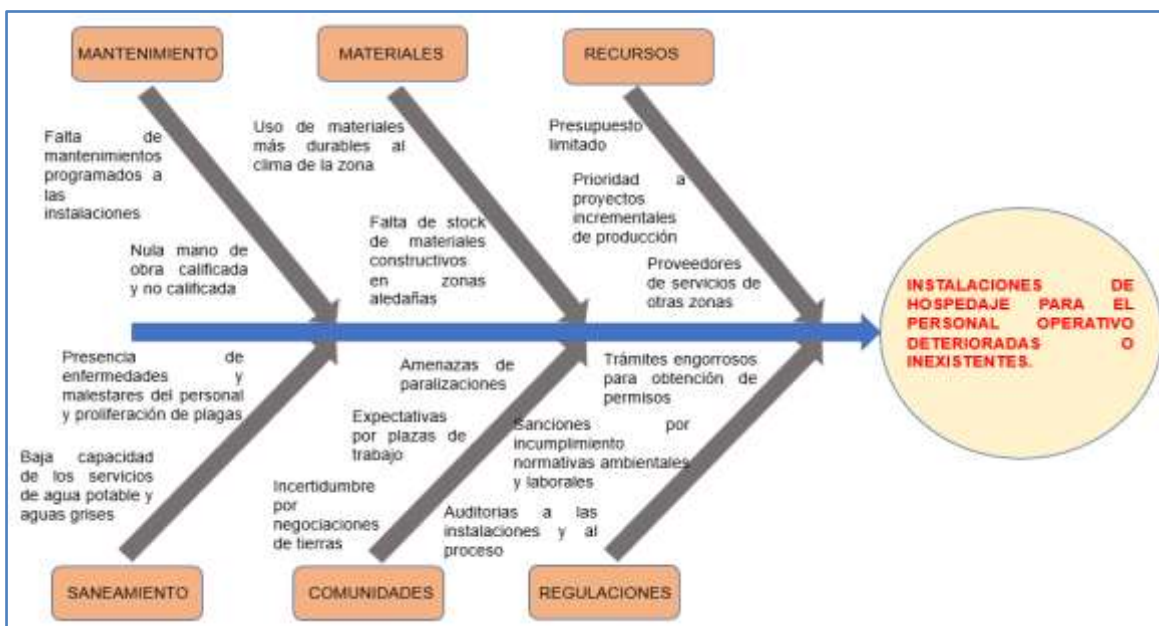 MANTENIMIENTO
MATERIALES
RECURSOS
Falta de
mantenimientos
programados a
las
instalaciones
Nula mano de
obra calificada
y no calificada
Uso de materiales
más durables al
clima de la zona
Falta de stock
de materiales
constructivos
en zonas
aledañas
Presupuesto
limitado
Prioridad a
proyectos
incrementales
de producción
Proveedores
de servicios de
otras zonas
INSTALACIONES DE
HOSPEDAJE PARA EL
PERSONAL OPERATIVO
DETERIORADAS O
INEXISTENTES.
Presencia de
enfermedades y
malestares del personal
y proliferación de plagas
Baja capacidad
de los servicios
de agua potable y
aguas grises
Amenazas de
paralizaciones
Expectativas
por plazas de
trabajo
Incertidumbre
por
negociaciones
de tierras
Trámites engorrosos
para obtención de
permisos
Sanciones por
incumplimiento
normativas ambientales
y laborales
Auditorias a las
instalaciones y al
proceso
SANEAMIENTO
COMUNIDADES
REGULACIONES